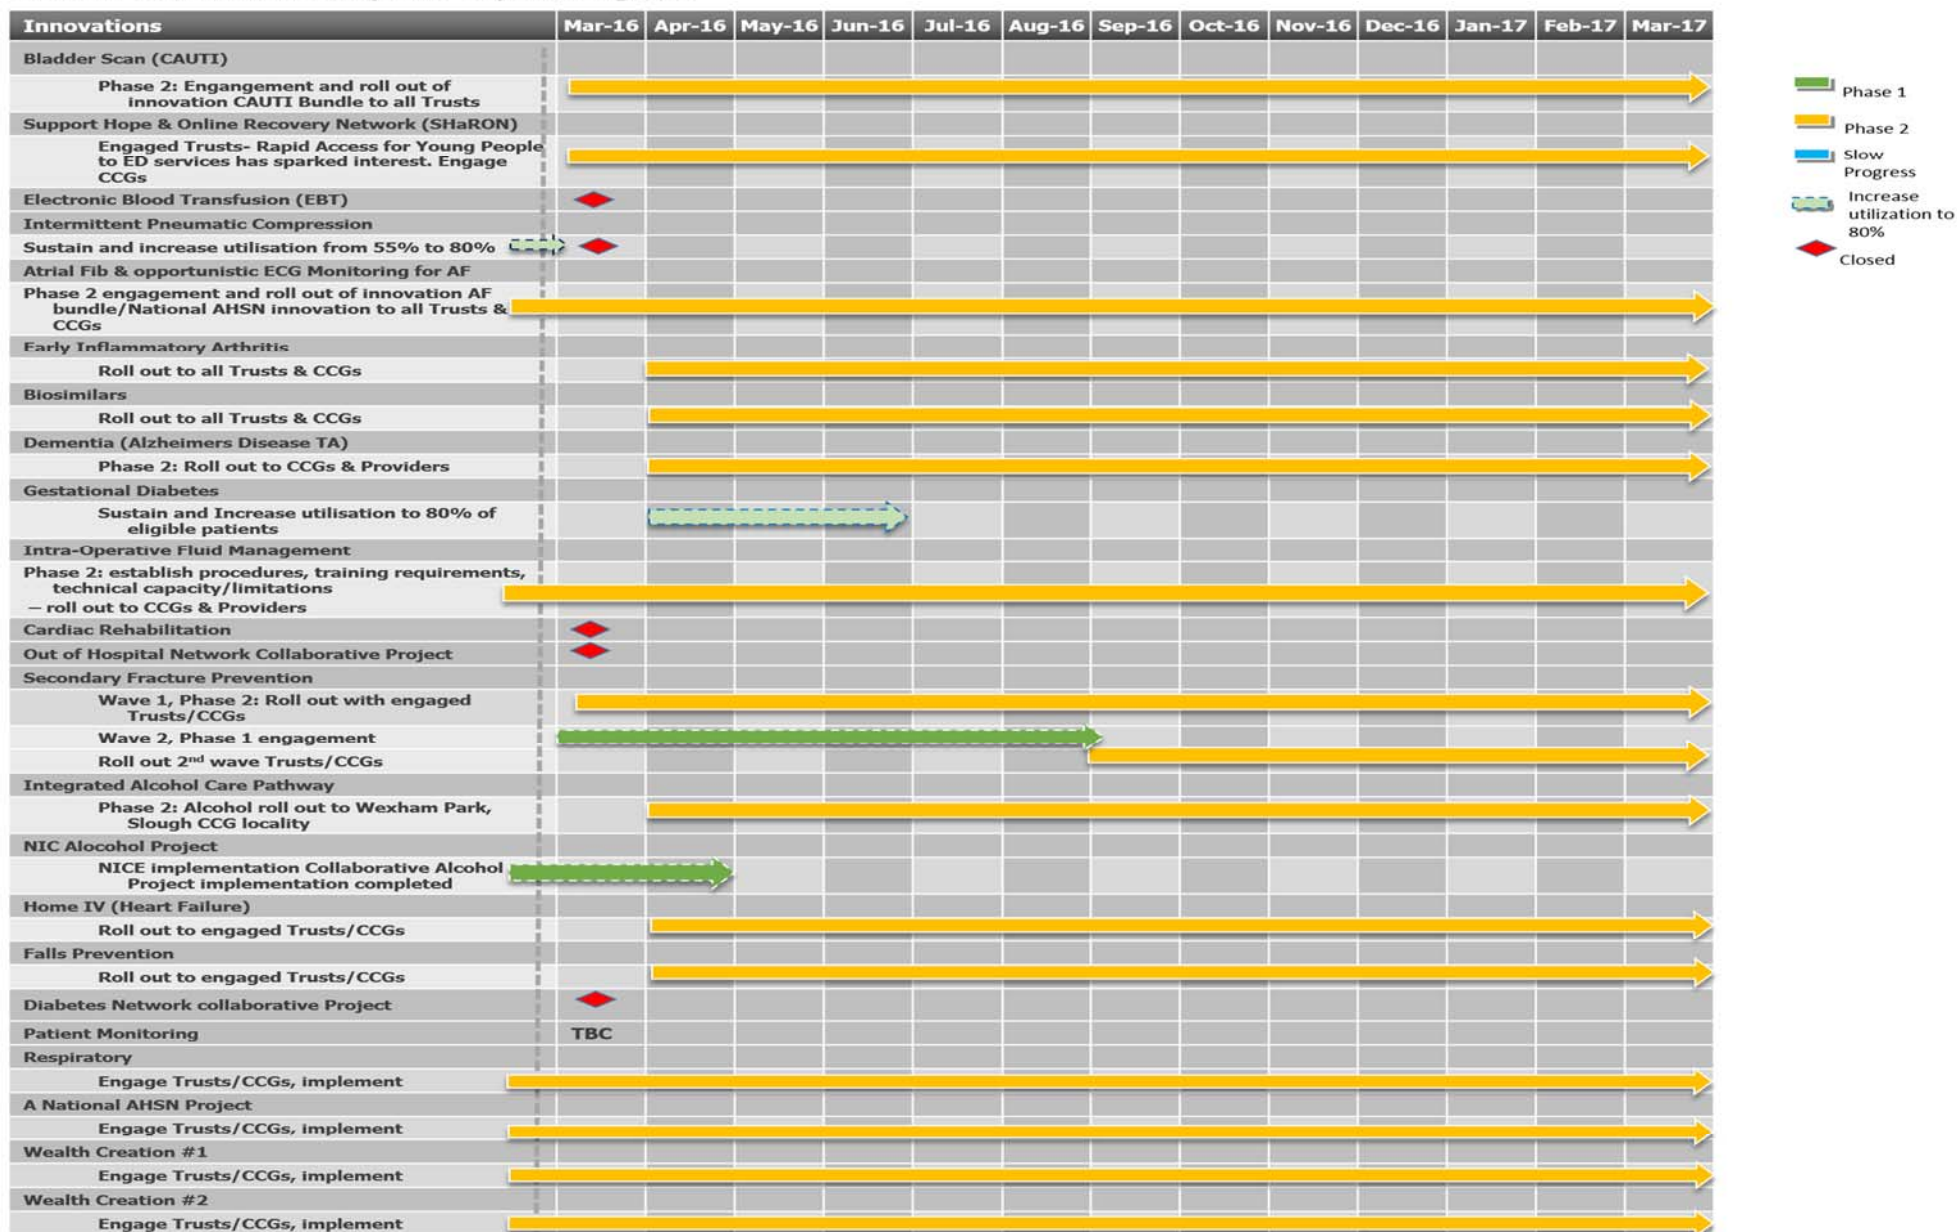 Innovations Mar-16 Apr-16 May-16 Jun-16 Jul-16 Aug-16 Sep-16 Oct-16 Nov-16 Dec-16 Jan-17 Feb-17 Mar-17
Bladder Scan (CAUTI)
Phase 2: Engangement and roll out of
innovation CAUTI Bundle to all Trusts
Support Hope & Online Recovery Network (SHaRON)
Engaged Trusts- Rapid Access for Young People
to ED services has sparked interest. Engage
CCGs
Electronic Blood Transfusion (EBT)
Intermittent Pneumatic Compression
Sustain and increase utilisation from 55% to 80%
Atrial Fib & opportunistic ECG Monitoring for AF
Phase 2 engagement and roll out of innovation AF
bundle/National AHSN innovation to all Trusts &
CCGs
Early Inflammatory Arthritis
Roll out to all Trusts & CCGs
Biosimilars
Roll out to all Trusts & CCGs
Dementia (Alzheimers Disease TA)
Phase 2: Roll out to CCGs & Providers
Gestational Diabetes
Sustain and Increase utilisation to 80% of
eligible patients
Intra-Operative Fluid Management
Phase 2: establish procedures, training requirements,
technical capacity/limitations
– roll out to CCGs & Providers
Cardiac Rehabilitation
Out of Hospital Network Collaborative Project
Secondary Fracture Prevention
Wave 1, Phase 2: Roll out with engaged
Trusts/CCGs
Wave 2, Phase 1 engagement
Roll out 2nd wave Trusts/CCGs
Integrated Alcohol Care Pathway
Phase 2: Alcohol roll out to Wexham Park,
Slough CCG locality
NIC Alocohol Project
NICE implementation Collaborative Alcohol
Project implementation completed
Home IV (Heart Failure)
Roll out to engaged Trusts/CCGs
Falls Prevention
Roll out to engaged Trusts/CCGs
Diabetes Network collaborative Project
Patient Monitoring TBC
Respiratory
Engage Trusts/CCGs, implement
A National AHSN Project
Engage Trusts/CCGs, implement
Wealth Creation #1
Engage Trusts/CCGs, implement
Wealth Creation #2
Engage Trusts/CCGs, implement
Phase 1
Phase 2
Slow
Progress
Increase
utilization to
80%
Closed